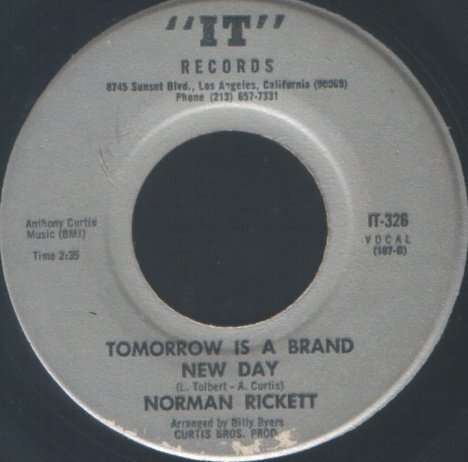 "IT"
RECORDS
8745 Sunset Blvd., Los Angeles, California (90069)
Phone (213) 657-7331
Anthony Curtis
Music (BMI)
Time 2:35
IT-326
VOCAL
(187-B)
TOMORROW IS A BRAND
NEW DAY
(L. Tolbert - A. Curtis)
NORMAN RICKETT
Arranged by Billy Byers
CURTIS BROS. PROD.